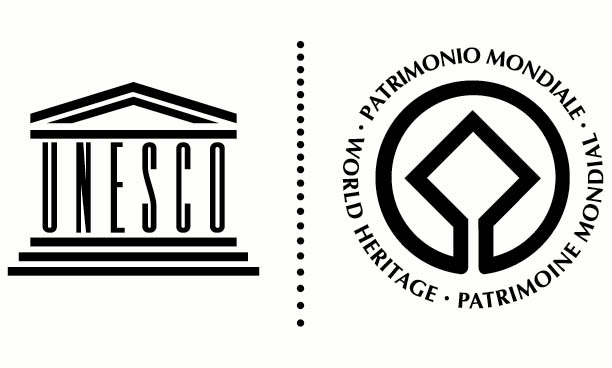 UNESCO
PATRIMONIO MONDIALE · PATRIMOINE MONDIAL · WORLD HERITAGE ·